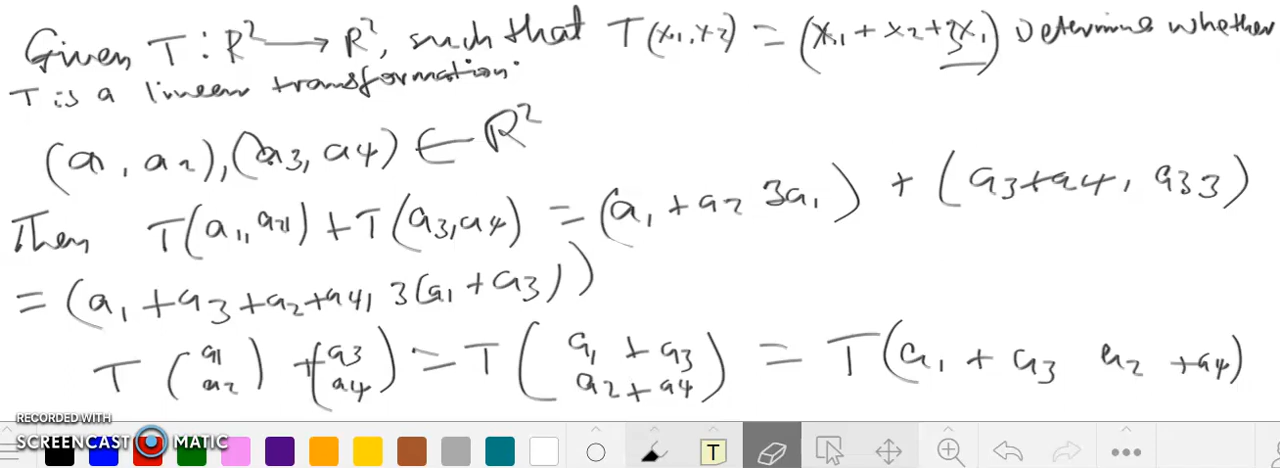 Given T : R² → R², such that T(x₁, x₂) = (x₁ + x₂ + 3x₁) Determine whether
T is a linear transformation.
(a₁, a₂), (a₃, a₄) ∈ R²
Then T(a₁, a₂) + T(a₃, a₄) = (a₁ + a₂ 3a₁) + (a₃ + a₄, a₃3)
= (a₁ + a₃ + a₂ + a₄, 3(a₁ + a₃))
T(a₁ a₂) + (a₃ a₄) = T(a₁ + a₃ a₂ + a₄) = T(a₁ + a₃ a₂ + a₄)
RECORDED WITH
SCREENCAST MATIC
T